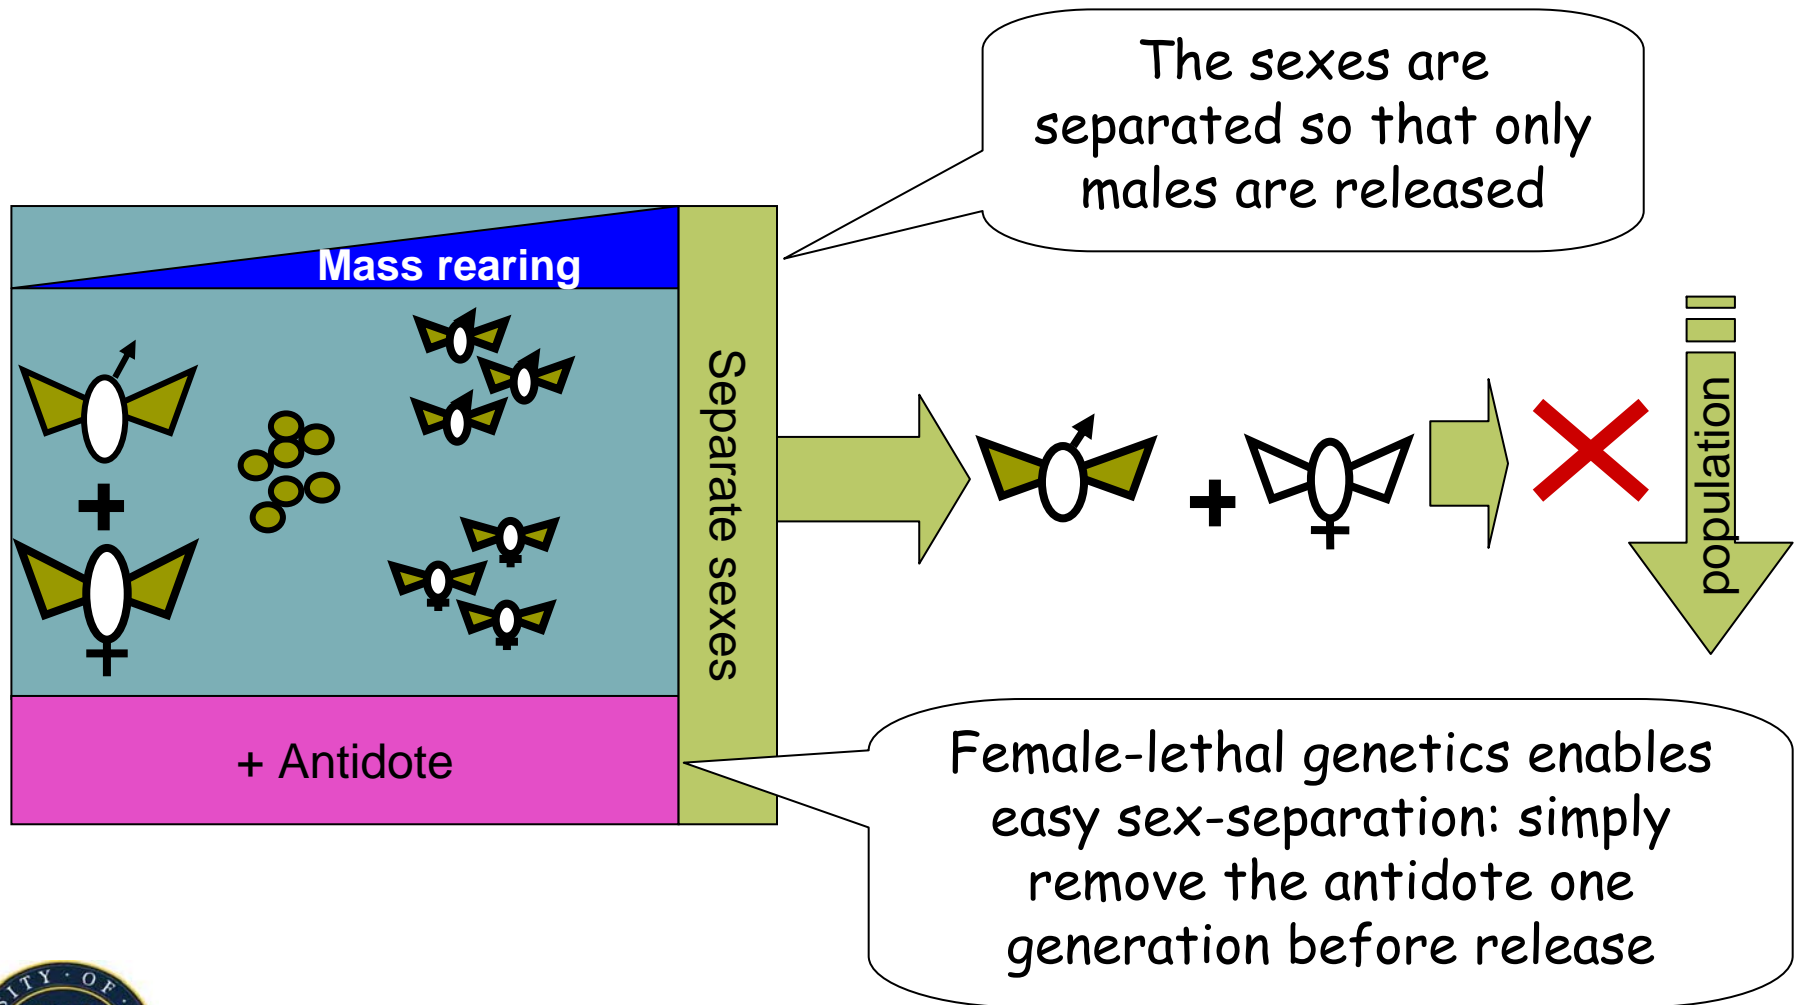 The sexes are
separated so that only
males are released
Mass rearing
Separate sexes
population
+ Antidote
Female-lethal genetics enables
easy sex-separation: simply
remove the antidote one
generation before release